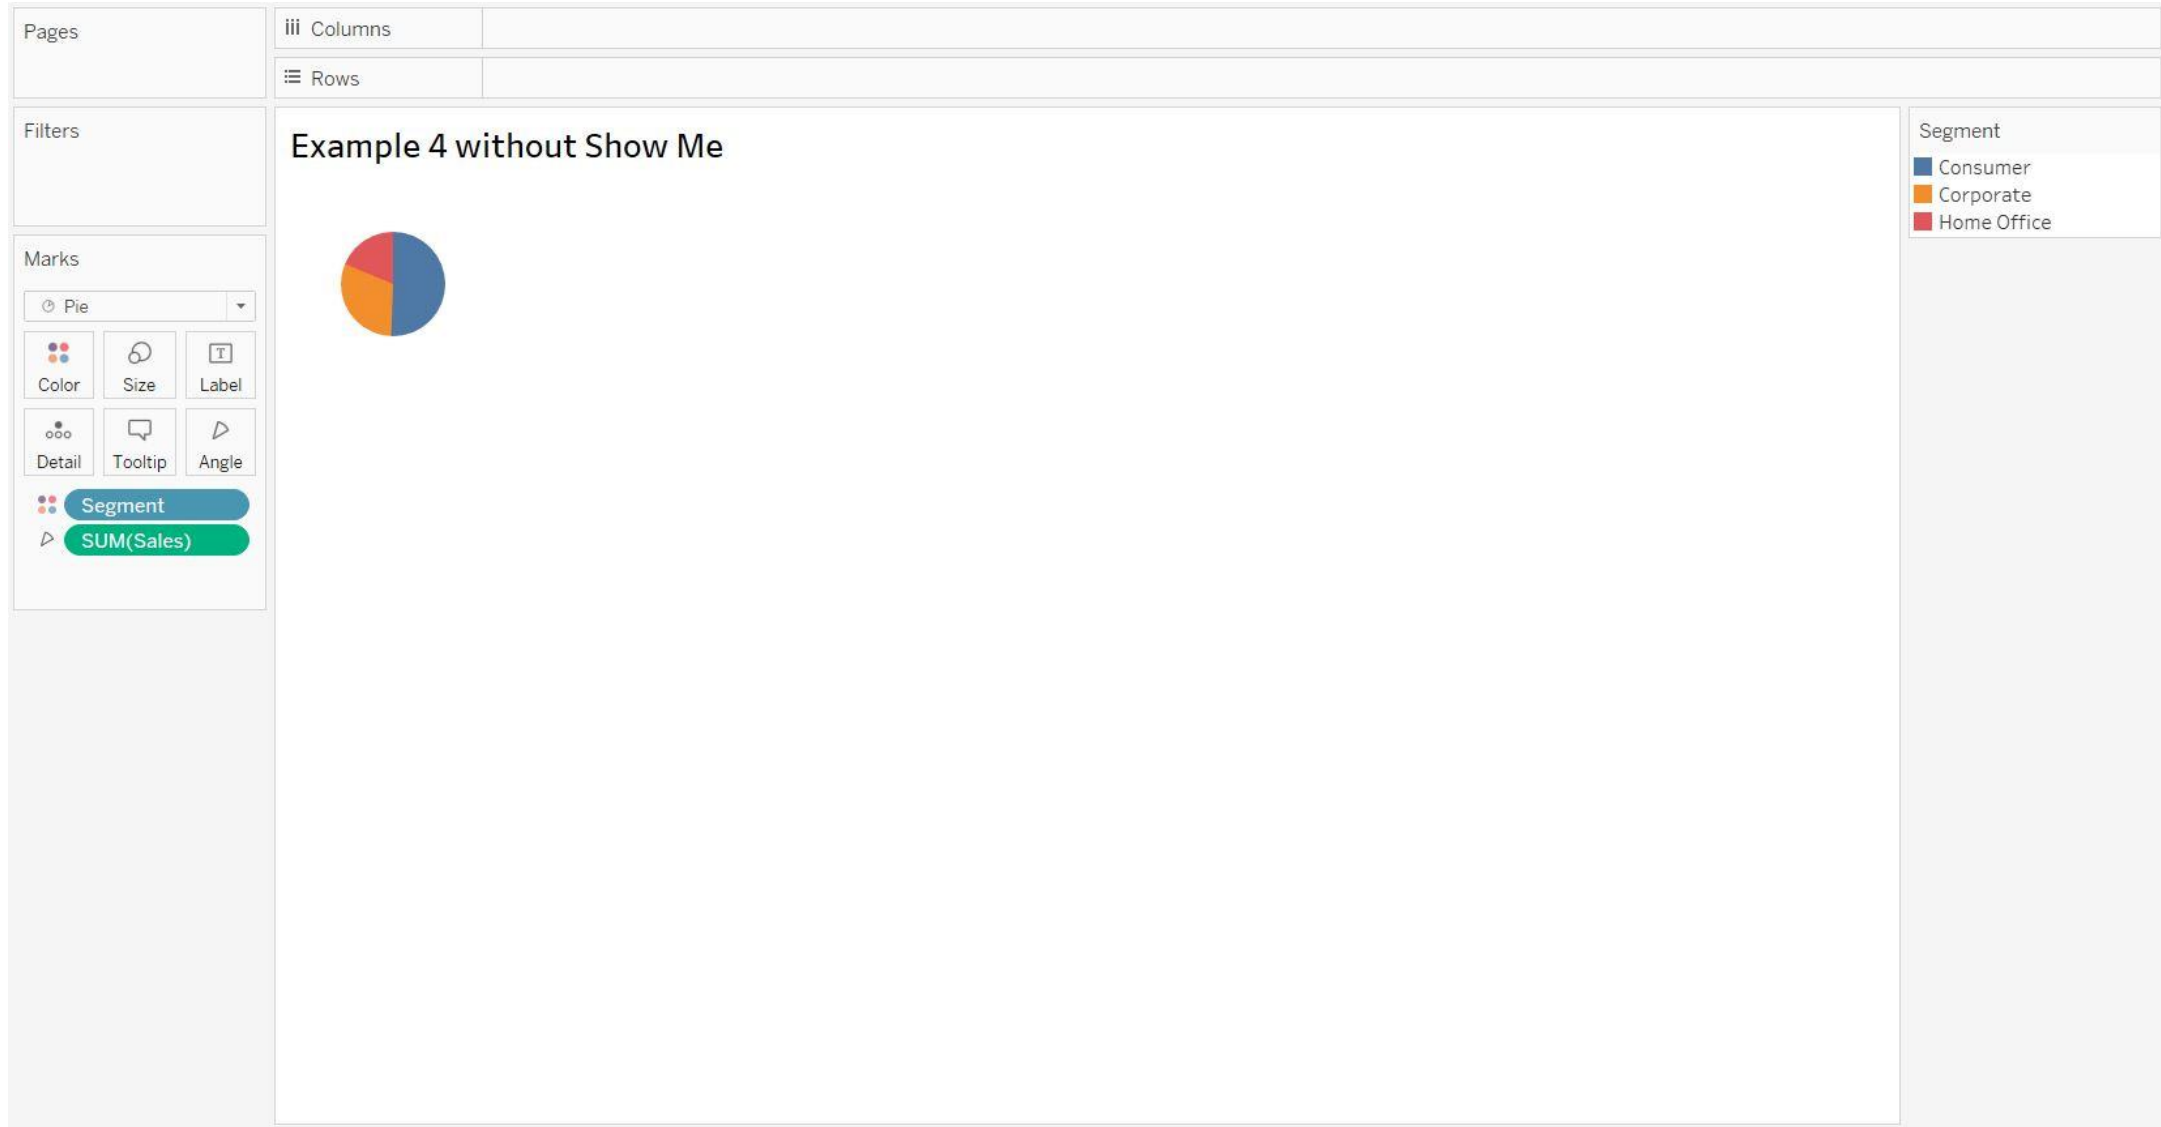 Pages
Columns
Rows
Filters
Example 4 without Show Me
Segment
Consumer
Corporate
Home Office
Marks
Pie
Color
Size
T
Label
Detail
Tooltip
Angle
Segment
SUM(Sales)